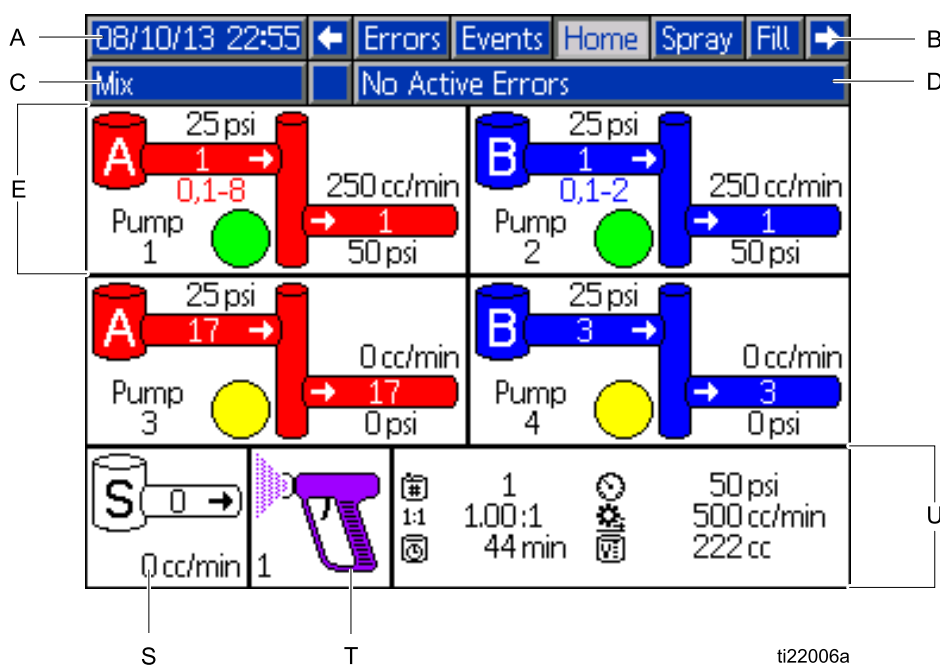 A 08/10/13 22:55 Errors Events Home Spray Fill B
C Mix No Active Errors D
E
25 psi
A 1
0,1-8
250 cc/min
Pump
1
1
50 psi
25 psi
B 1
0,1-2
250 cc/min
Pump
2
1
50 psi
25 psi
A 17
0 cc/min
Pump
3
17
0 psi
25 psi
B 3
0 cc/min
Pump
4
3
0 psi
S 0
0 cc/min
1
# 1
1:1 1.00:1
44 min
50 psi
500 cc/min
222 cc
U
S T
ti22006a